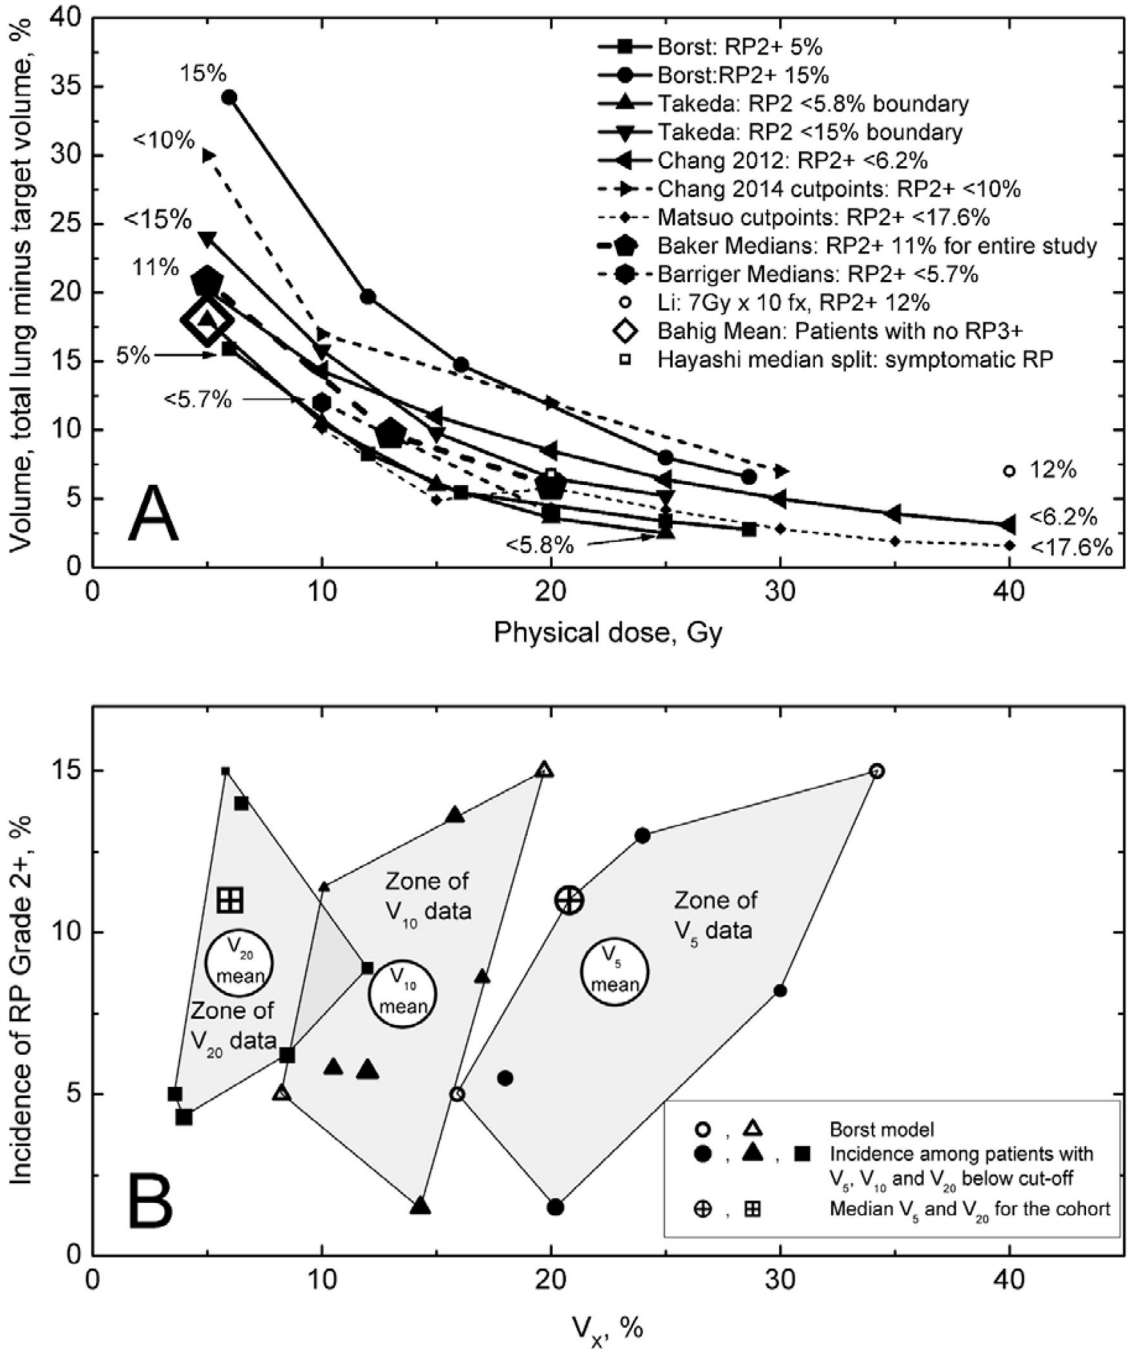 Volume, total lung minus target volume, %
40
35
30
25
20
15
10
5
0
15%
<10%
<15%
11%
5%
<5.7%
<5.8%
12%
<6.2%
<17.6%
A
Borst: RP2+ 5%
Borst:RP2+ 15%
Takeda: RP2 <5.8% boundary
Takeda: RP2 <15% boundary
Chang 2012: RP2+ <6.2%
Chang 2014 cutpoints: RP2+ <10%
Matsuo cutpoints: RP2+ <17.6%
Baker Medians: RP2+ 11% for entire study
Barriger Medians: RP2+ <5.7%
Li: 7Gy x 10 fx, RP2+ 12%
Bahig Mean: Patients with no RP3+
Hayashi median split: symptomatic RP
0 10 20 30 40
Physical dose, Gy
Incidence of RP Grade 2+, %
15
10
5
0
Zone of
V10 data
Zone of
V5 data
V20
mean
V10
mean
V5
mean
Zone of
V20 data
B
, Borst model
, , Incidence among patients with
V5, V10 and V20 below cut-off
, Median V5 and V20 for the cohort
0 10 20 30 40
VX, %